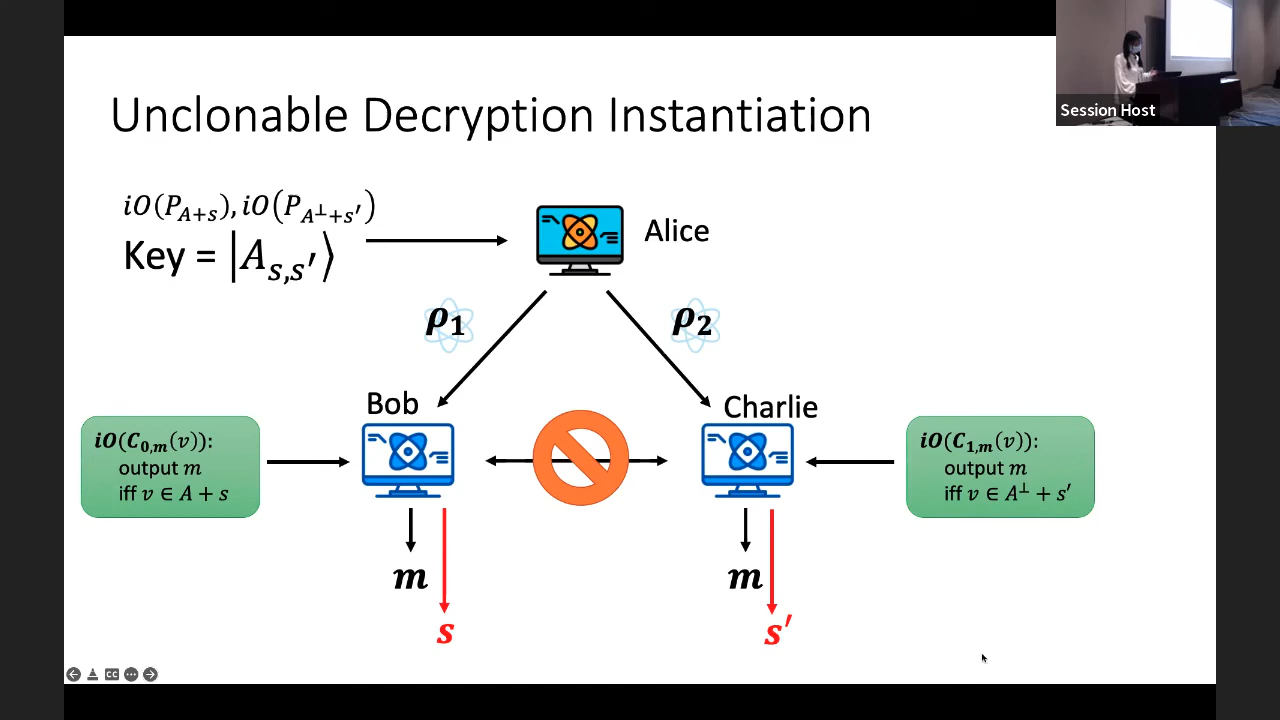 Unclonable Decryption Instantiation
Session Host
iO(P_{A+s}), iO(P_{A^⊥+s′})
Key = |A_{s,s′}⟩
Alice
ρ₁
ρ₂
Bob
Charlie
iO(C_{0,m}(v)):
output m
iff v ∈ A + s
iO(C_{1,m}(v)):
output m
iff v ∈ A^⊥ + s′
m
m
s
s′
CC